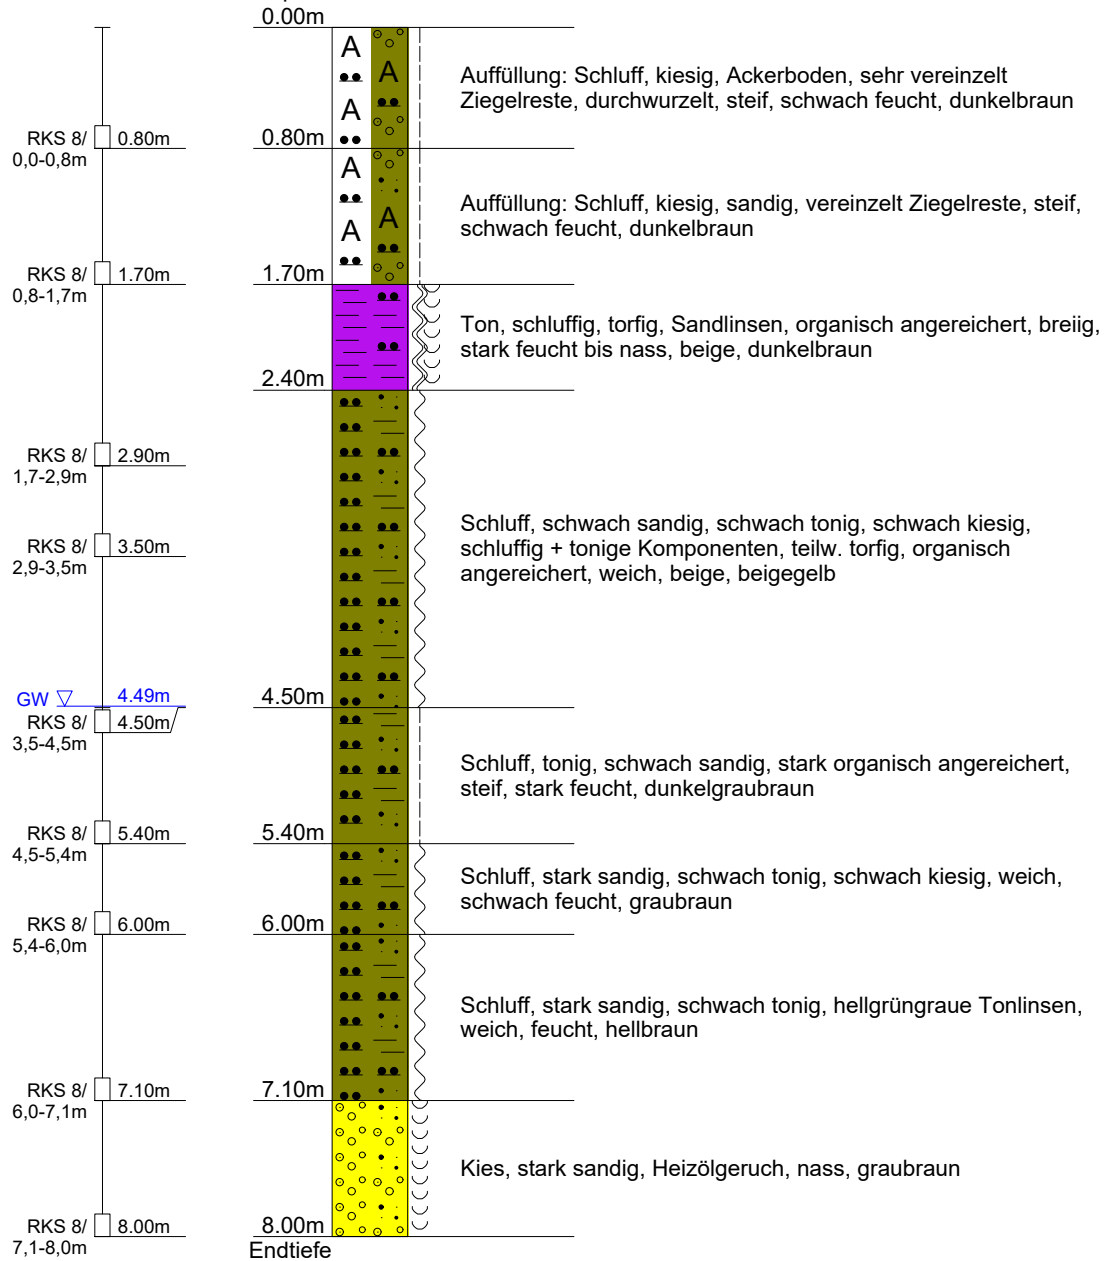 0.00m
A
A
A
Auffüllung: Schluff, kiesig, Ackerboden, sehr vereinzelt
Ziegelreste, durchwurzelt, steif, schwach feucht, dunkelbraun
RKS 8/
0,0-0,8m
0.80m
0.80m
A
A
A
Auffüllung: Schluff, kiesig, sandig, vereinzelt Ziegelreste, steif,
schwach feucht, dunkelbraun
RKS 8/
0,8-1,7m
1.70m
1.70m
Ton, schluffig, torfig, Sandlinsen, organisch angereichert, breiig,
stark feucht bis nass, beige, dunkelbraun
2.40m
RKS 8/
1,7-2,9m
2.90m
Schluff, schwach sandig, schwach tonig, schwach kiesig,
schluffig + tonige Komponenten, teilw. torfig, organisch
angereichert, weich, beige, beigegelb
RKS 8/
2,9-3,5m
3.50m
GW
4.49m
4.50m
RKS 8/
3,5-4,5m
4.50m
Schluff, tonig, schwach sandig, stark organisch angereichert,
steif, stark feucht, dunkelgraubraun
RKS 8/
4,5-5,4m
5.40m
5.40m
Schluff, stark sandig, schwach tonig, schwach kiesig, weich,
schwach feucht, graubraun
RKS 8/
5,4-6,0m
6.00m
6.00m
Schluff, stark sandig, schwach tonig, hellgrüngraue Tonlinsen,
weich, feucht, hellbraun
RKS 8/
6,0-7,1m
7.10m
7.10m
Kies, stark sandig, Heizölgeruch, nass, graubraun
RKS 8/
7,1-8,0m
8.00m
8.00m
Endtiefe